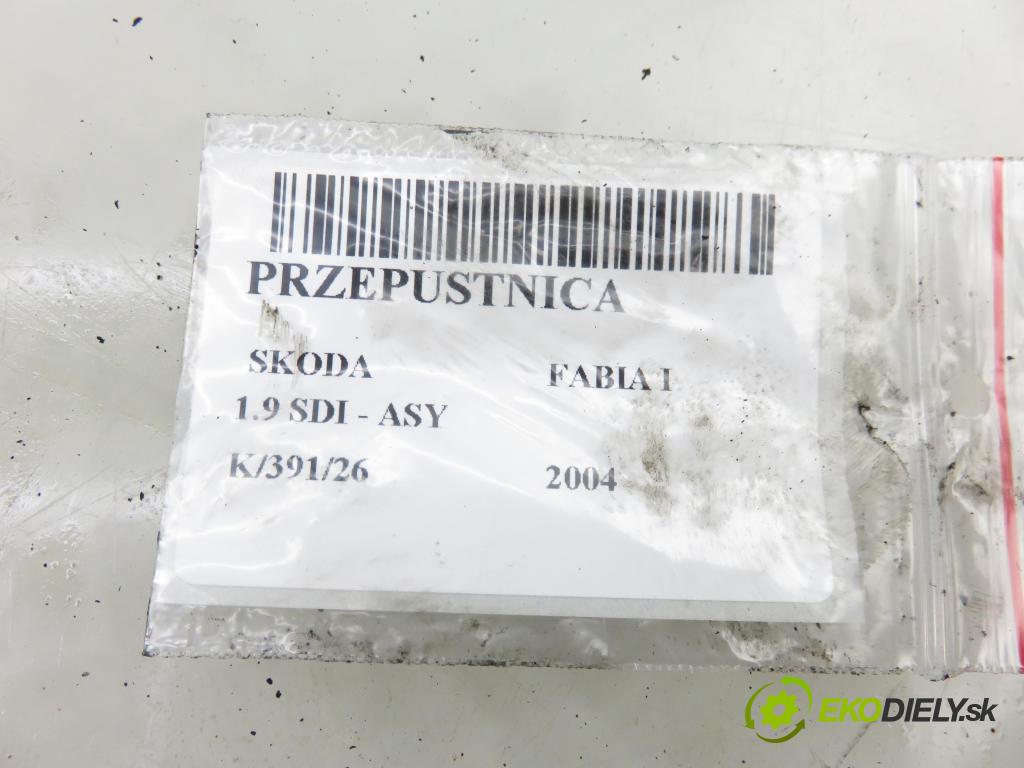 PRZEPUSTNICA
SKODA FABIA I
1.9 SDI - ASY
K/391/26 2004
EKODIELY.sk